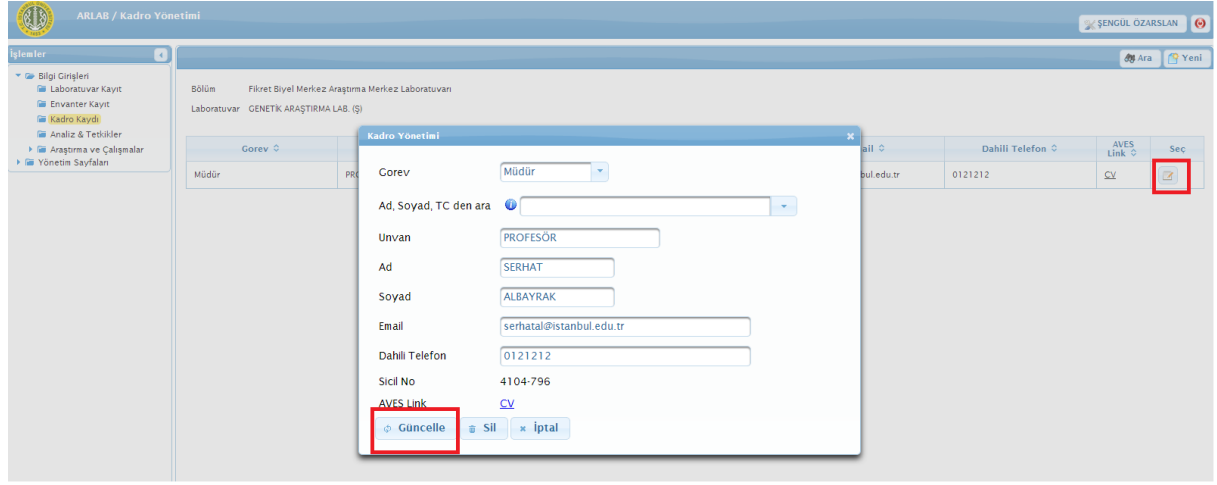 ARLAB / Kadro Yönetimi
ŞENGÜL ÖZARSLAN
İşlemler
Ara Yeni
Bilgi Girişleri
Laboratuvar Kayıt
Envanter Kayıt
Kadro Kaydı
Analiz & Tetkikler
Araştırma ve Çalışmalar
Yönetim Sayfaları
Bölüm Fikret Biyel Merkez Araştırma Merkez Laboratuvarı
Laboratuvar GENETİK ARAŞTIRMA LAB. (Ş)
Gorev Dahili Telefon AVES Link Seç
Müdür 0121212 CV
Kadro Yönetimi
Gorev Müdür
Ad, Soyad, TC den ara
Unvan PROFESÖR
Ad SERHAT
Soyad ALBAYRAK
Email serhatal@istanbul.edu.tr
Dahili Telefon 0121212
Sicil No 4104-796
AVES Link CV
Güncelle Sil İptal